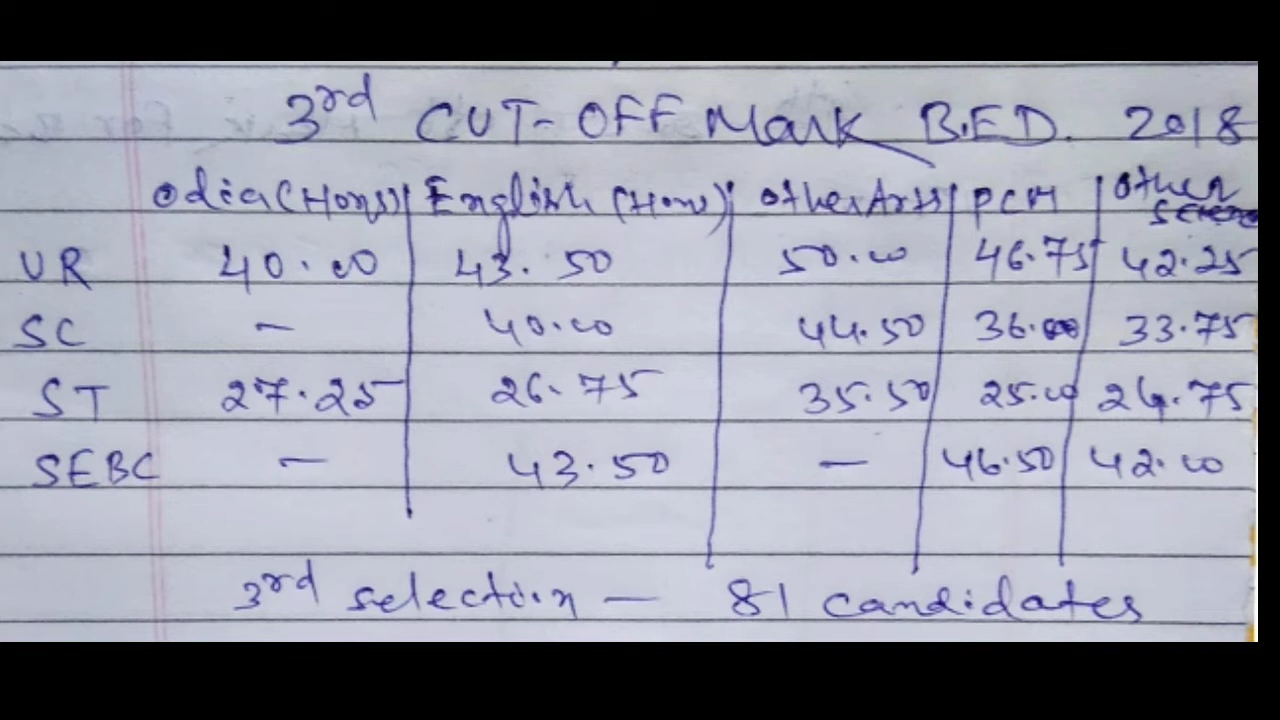 3rd CUT-OFF Mark B.ED. 2018
Odia(Hons) English (Hons) Other Arts PCM Other Science
UR 40.00 43.50 50.00 46.75 42.25
SC - 40.00 44.50 36.00 33.75
ST 27.25 26.75 35.50 25.00 24.75
SEBC - 43.50 - 46.50 42.00
3rd selection - 81 candidates